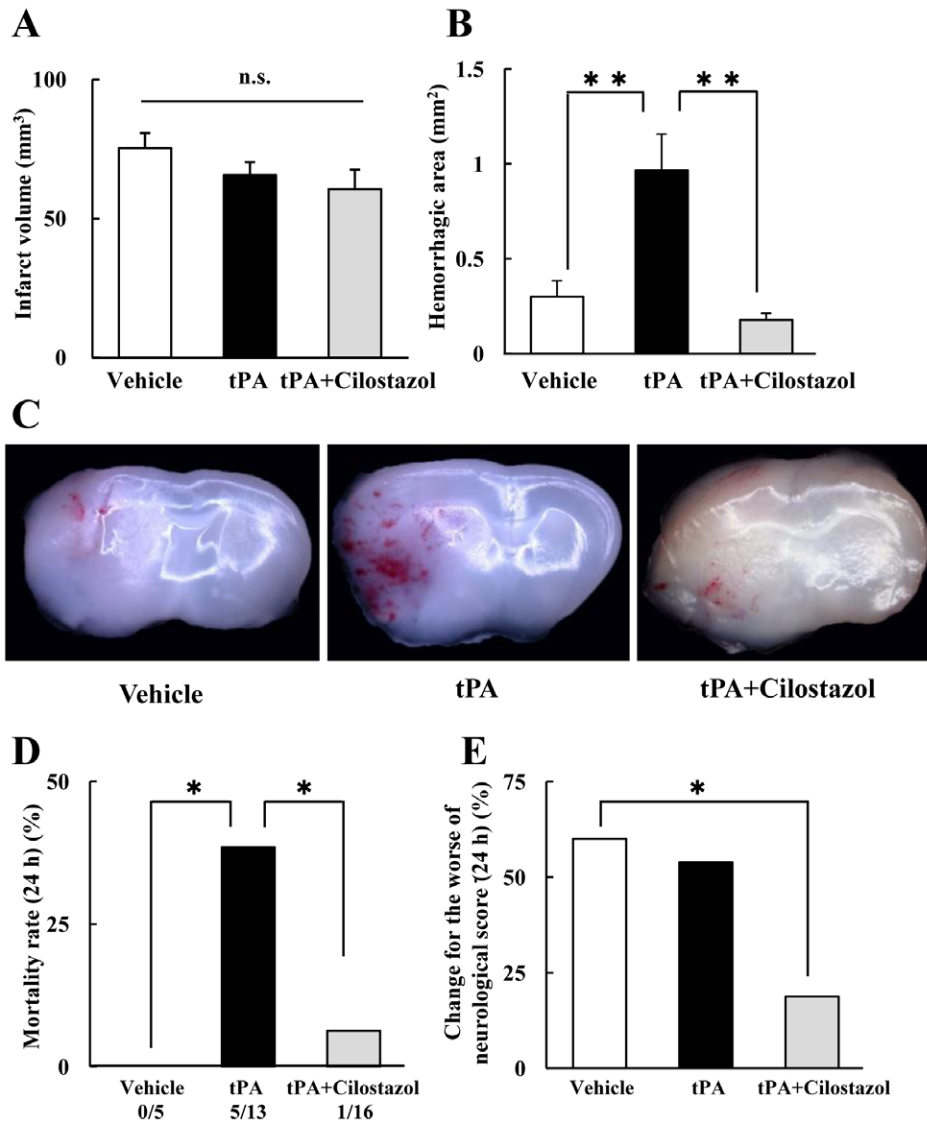 A
Infarct volume (mm³)
100
50
0
n.s.
Vehicle
tPA
tPA+Cilostazol
B
Hemorrhagic area (mm²)
1.5
1
0.5
0
* *
* *
Vehicle
tPA
tPA+Cilostazol
C
Vehicle
tPA
tPA+Cilostazol
D
Mortality rate (24 h) (%)
50
25
0
*
*
Vehicle
tPA
tPA+Cilostazol
0/5
5/13
1/16
E
Change for the worse of
neurological score (24 h) (%)
75
50
25
0
*
Vehicle
tPA
tPA+Cilostazol